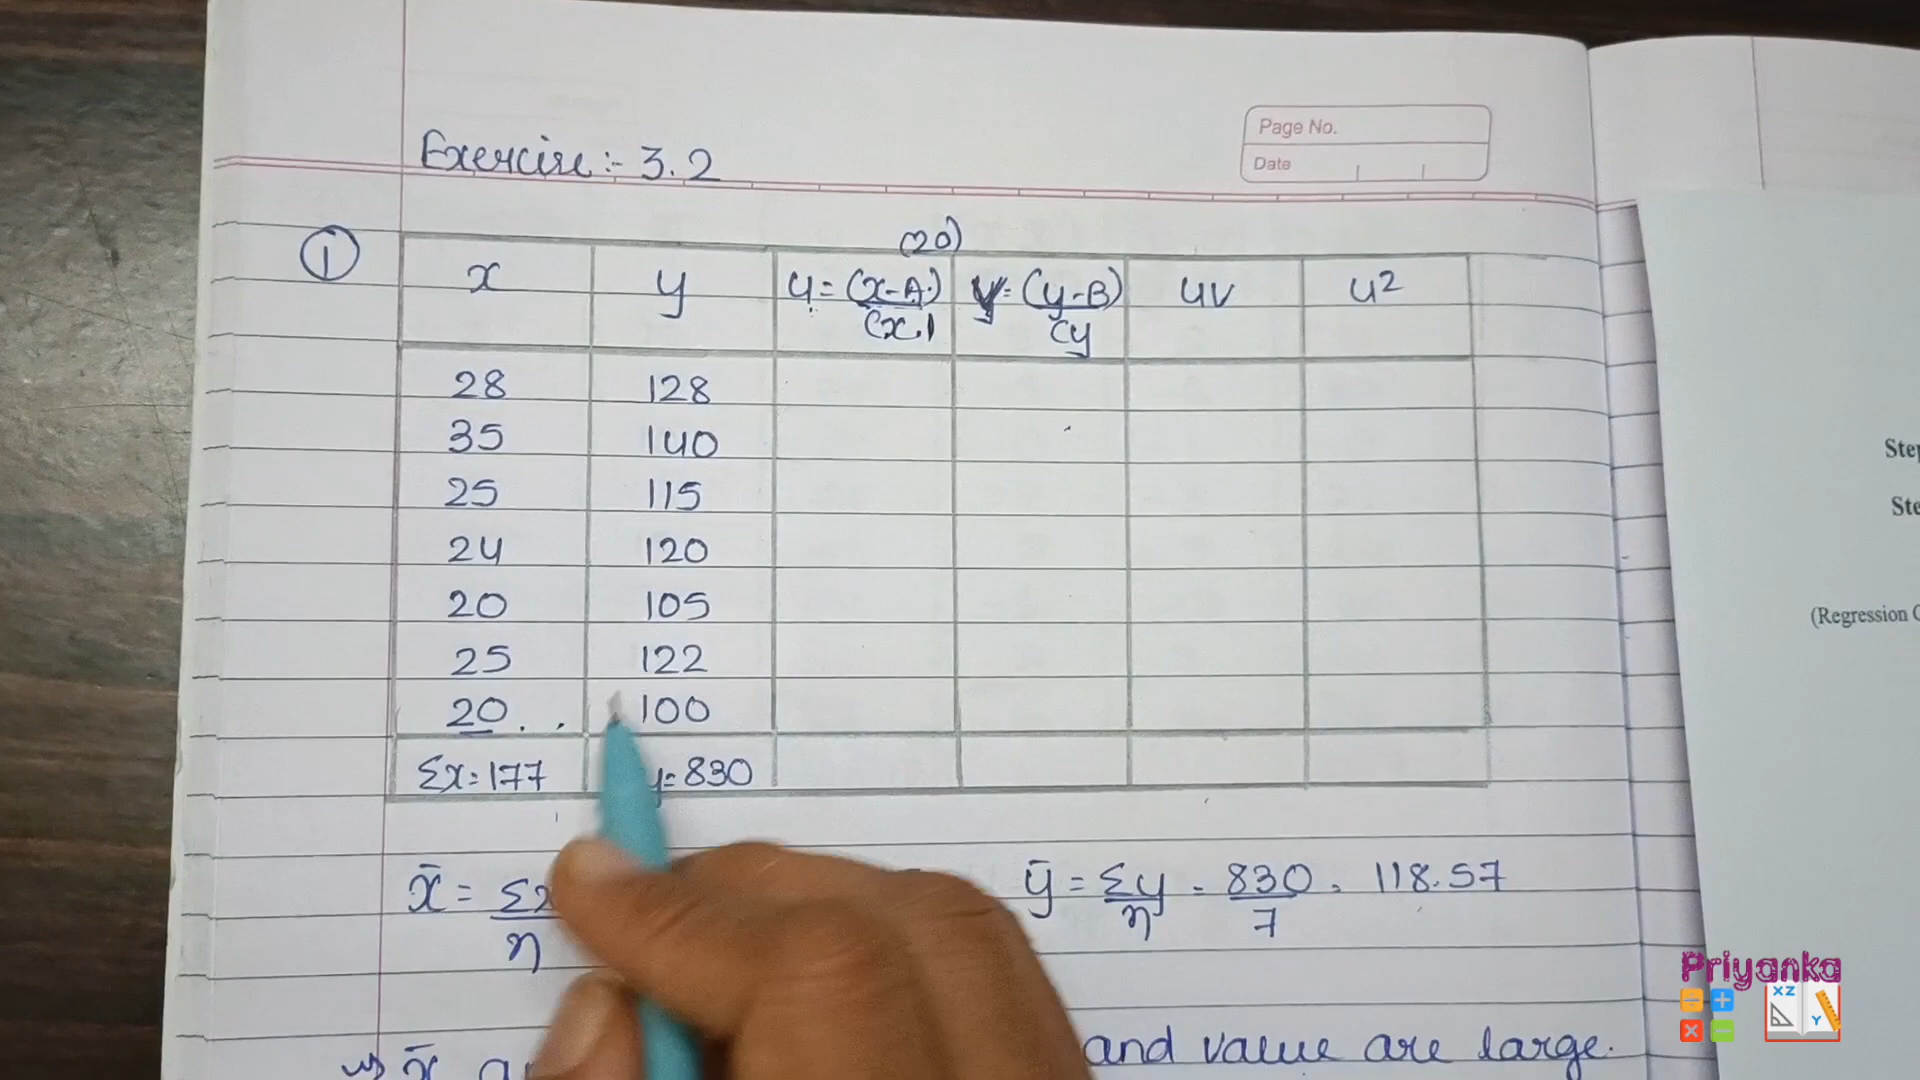 Page No.
Date
Exercise:- 3.2
(20)
① x y u = (x-A) v = (y-B) uv u²
Cx.1 Cy
28 128
35 140
25 115
24 120
20 105
25 122
20 100
Σx=177 y=830
x̄ = Σx
n
ȳ = Σy = 830 = 118.57
n 7
⇒ x̄ and value are large.
Step
Ste
(Regression C
Priyanka
XZ
Y